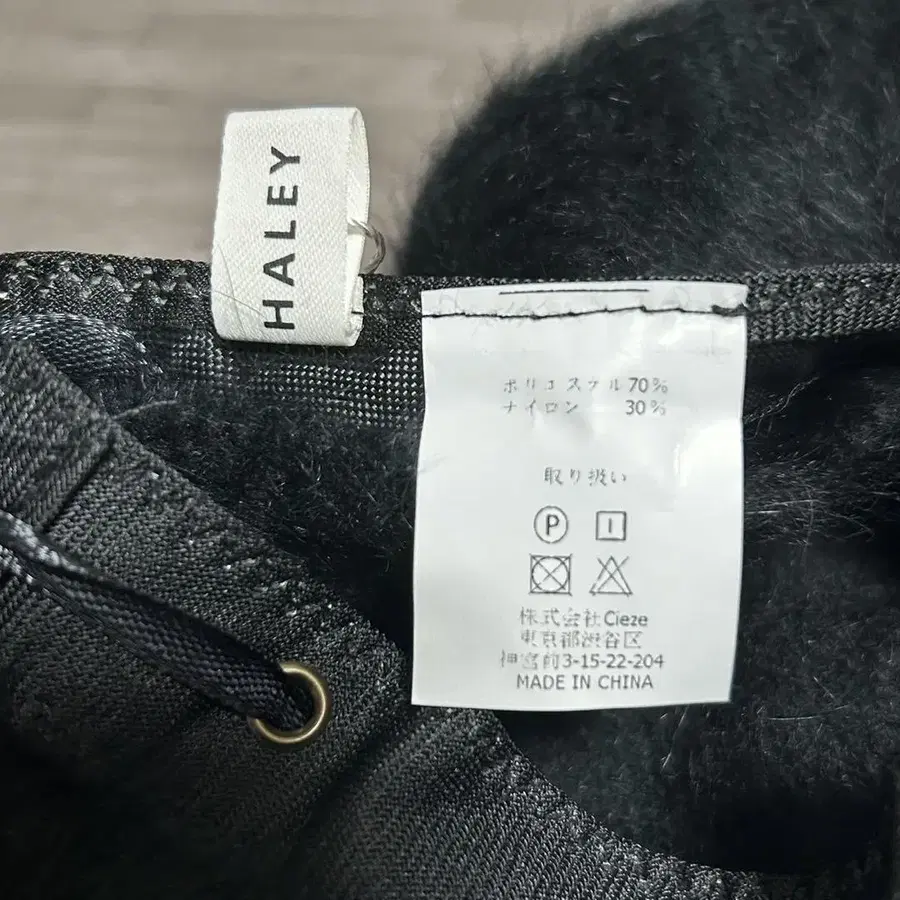 HALEY
ポリエステル 70%
ナイロン 30%
取り扱い
P
株式会社Cieze
東京都渋谷区
神宮前3-15-22-204
MADE IN CHINA